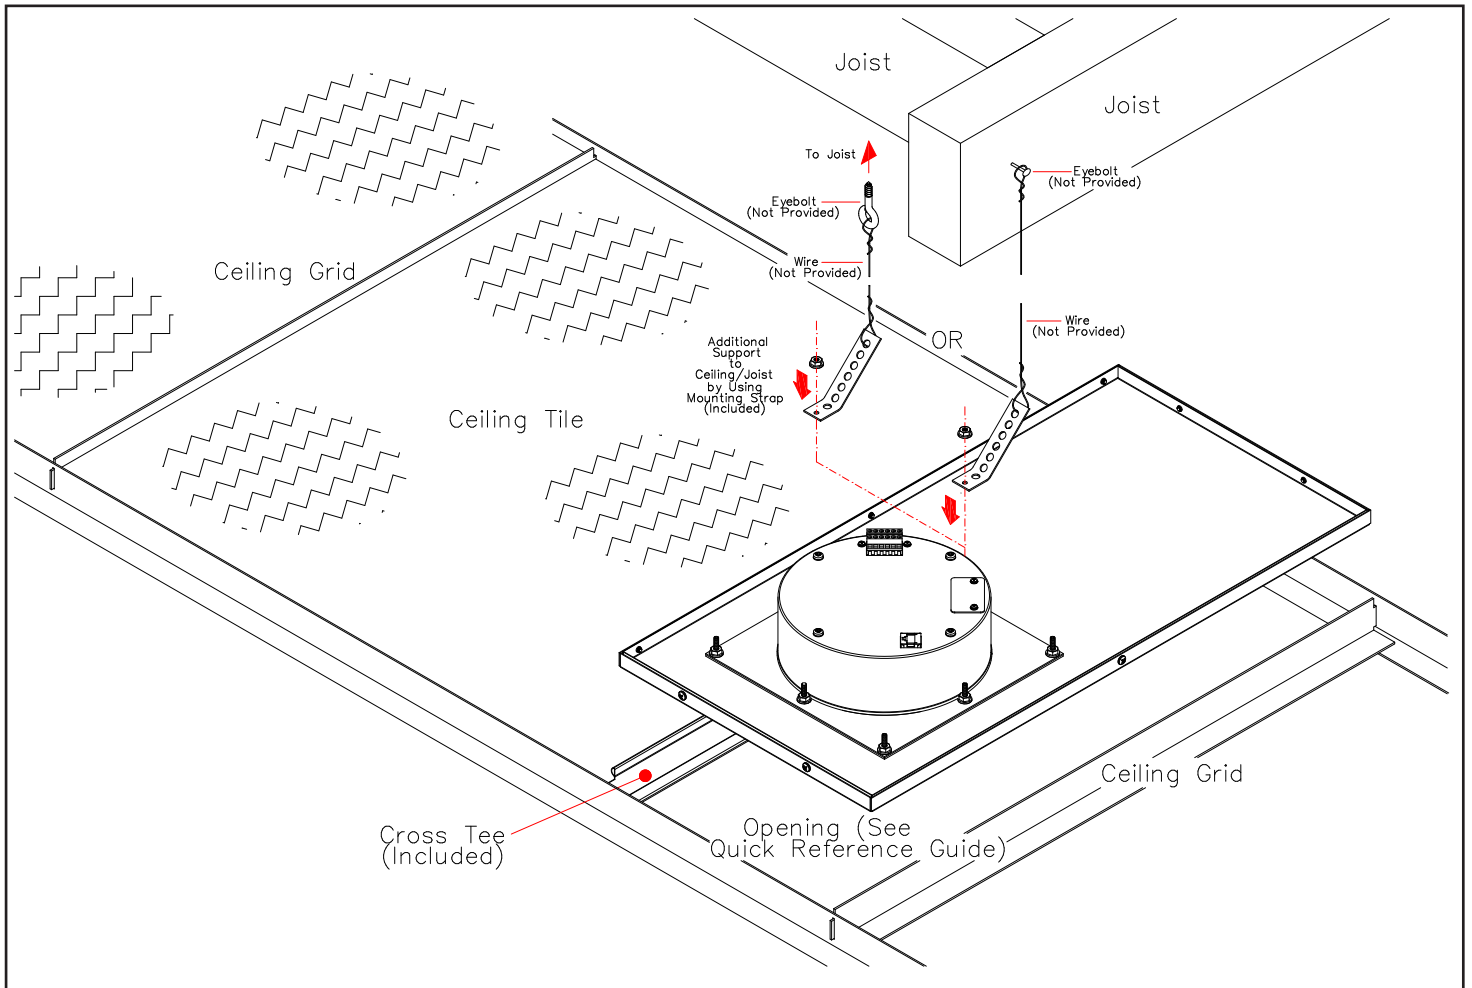 Joist
Joist
To Joist
Eyebolt
(Not Provided)
Eyebolt
(Not Provided)
Wire
(Not Provided)
Ceiling Grid
Wire
(Not Provided)
OR
Additional
Support
to
Ceiling/Joist
by Using
Mounting Strap
(Included)
Ceiling Tile
Ceiling Grid
Opening (See
Quick Reference Guide)
Cross Tee
(Included)